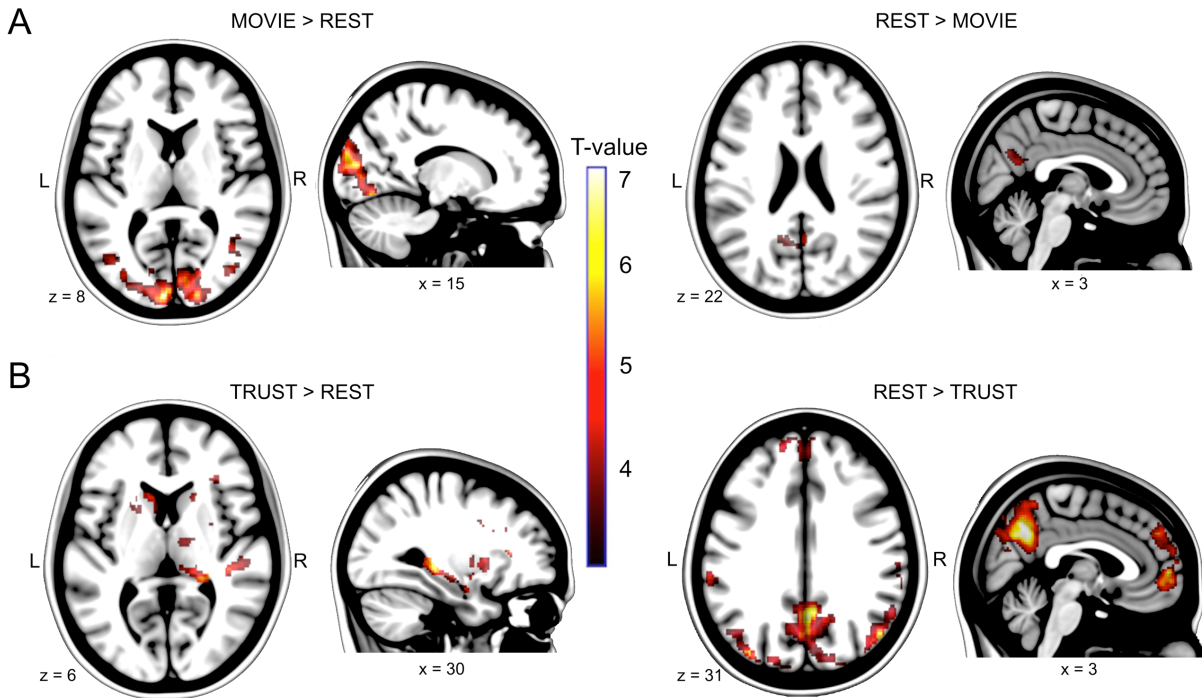 A
MOVIE > REST
REST > MOVIE
L
R
z = 8
x = 15
T-value
7
6
5
4
L
R
z = 22
x = 3
B
TRUST > REST
REST > TRUST
L
R
z = 6
x = 30
L
R
z = 31
x = 3